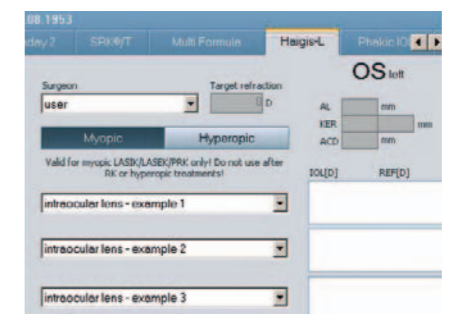 08.1953
day 2 SRK®/T Multi Formula Haigis-L Phakic IO
OS left
Surgeon Target refraction
user 0 D
AL mm
KER mm
ACD mm
Myopic Hyperopic
Valid for myopic LASIK/LASEK/PRK only! Do not use after
RK or hyperopic treatments!
IOL[D] REF[D]
intraocular lens - example 1
intraocular lens - example 2
intraocular lens - example 3